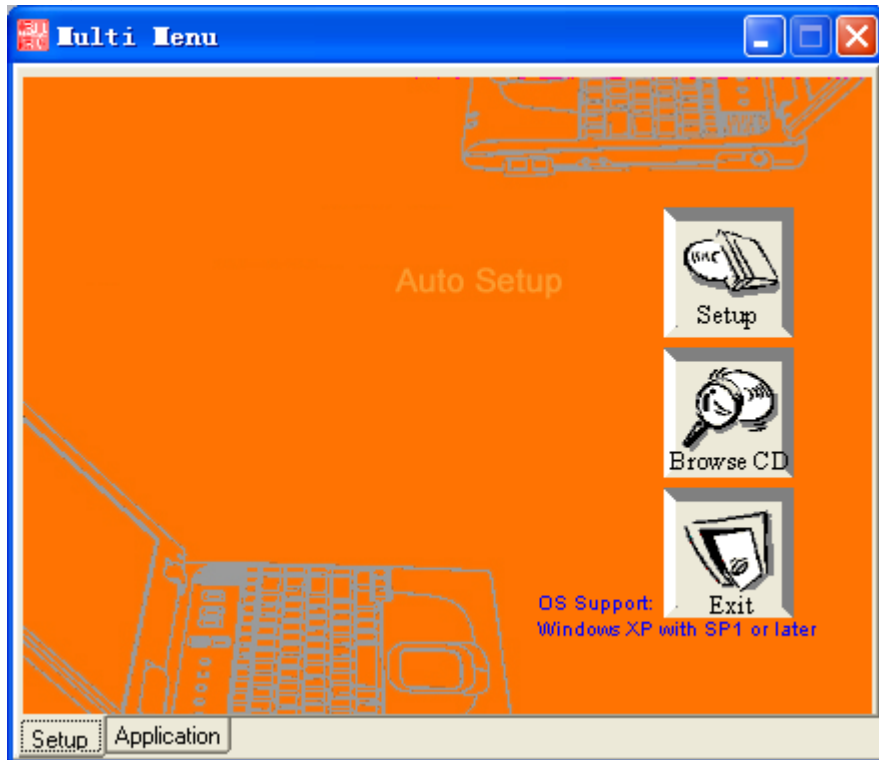 Multi Menu
Auto Setup
Setup
Browse CD
Exit
OS Support:
Windows XP with SP1 or later
Setup
Application